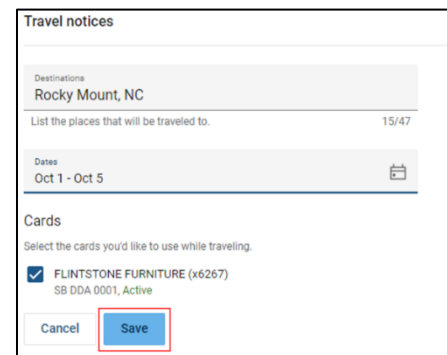 Travel notices
Destinations
Rocky Mount, NC
List the places that will be traveled to.
15/47
Dates
Oct 1 - Oct 5
Cards
Select the cards you'd like to use while traveling.
FLINTSTONE FURNITURE (x6267)
SB DDA 0001, Active
Cancel
Save